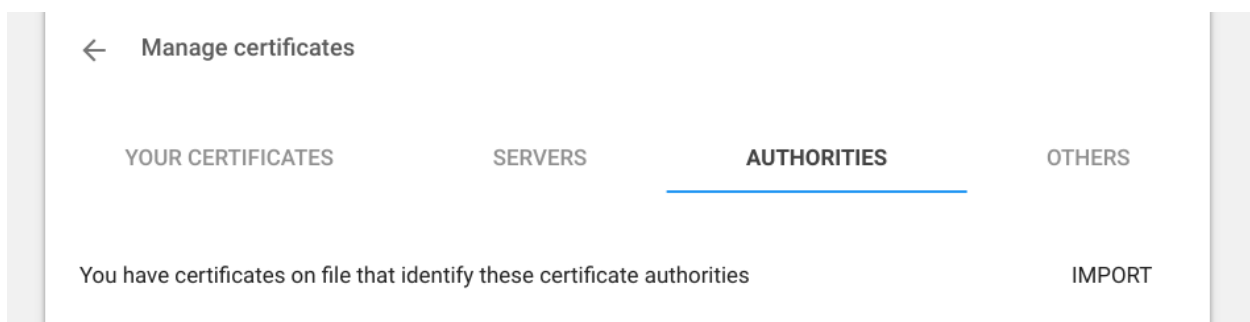 Manage certificates
YOUR CERTIFICATES SERVERS AUTHORITIES OTHERS
You have certificates on file that identify these certificate authorities IMPORT